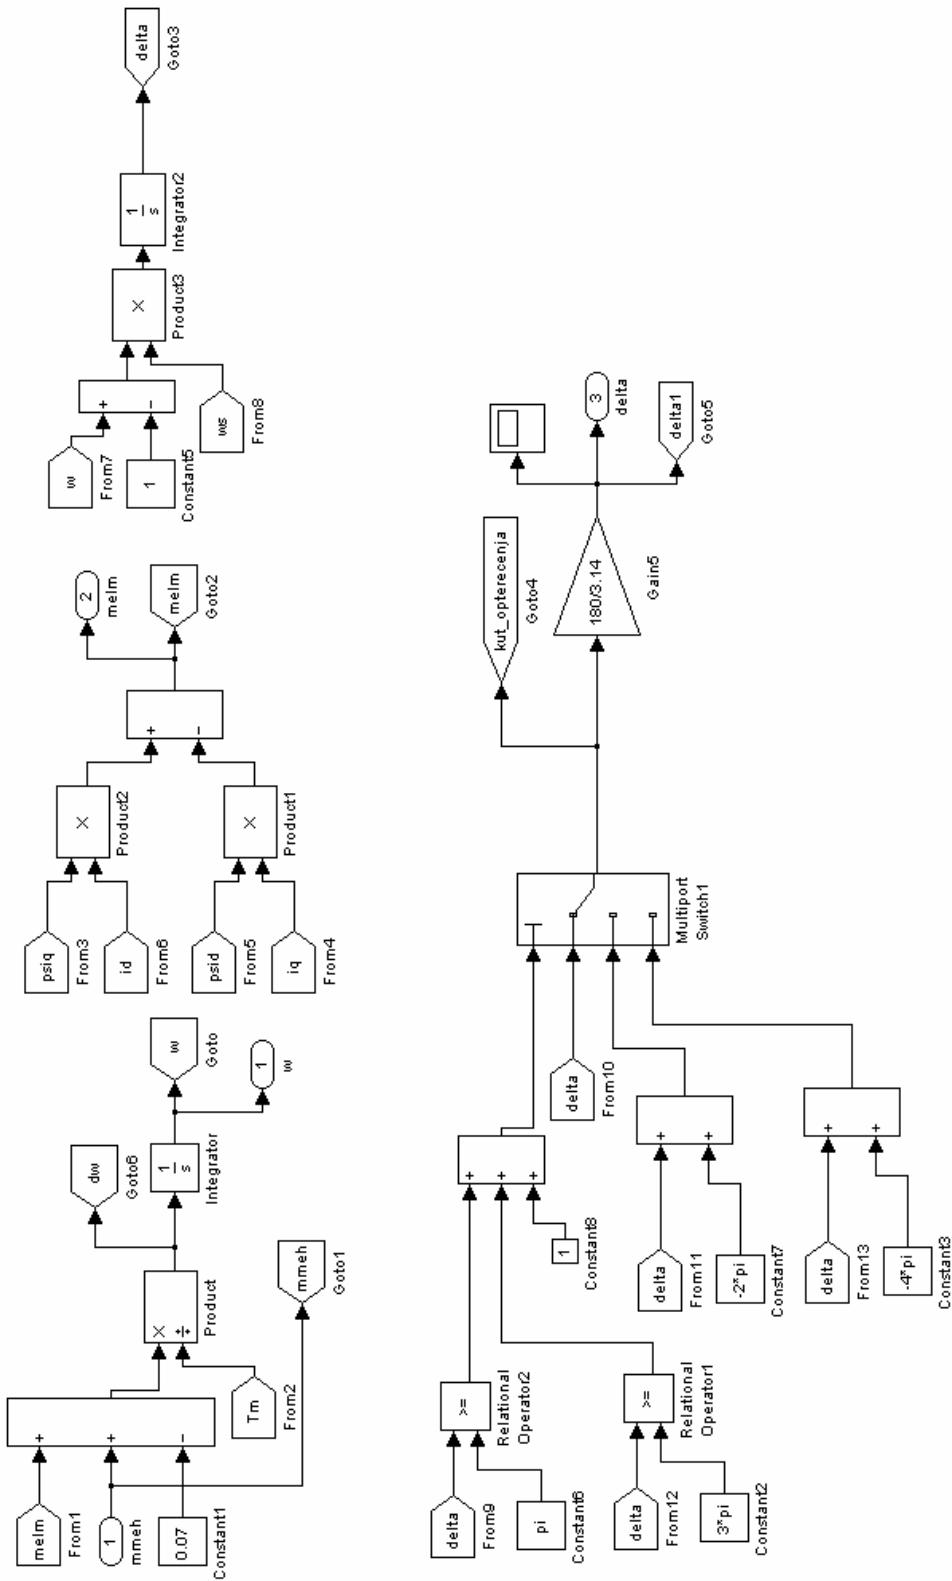 melm
From1
1
mmeh
0.07
Constant1
+
+
-
Tm
From2
×
÷
Product
dw
Goto6
1
s
Integrator
w
Goto
1
w
mmeh
Goto1
psiq
From3
id
From6
×
Product2
psid
From5
iq
From4
×
Product1
+
-
2
melm
melm
Goto2
w
From7
1
Constant5
+
-
ws
From8
×
Product3
1
s
Integrator2
delta
Goto3
delta
From9
pi
Constant6
>=
Relational
Operator2
delta
From12
3*pi
Constant2
>=
Relational
Operator1
1
Constant8
+
+
+
delta
From10
delta
From11
-2*pi
Constant7
+
+
delta
From13
-4*pi
Constant3
+
+
Multiport
Switch1
kut_opterecenja
Goto4
180/3.14
Gain5
3
delta
delta1
Goto5